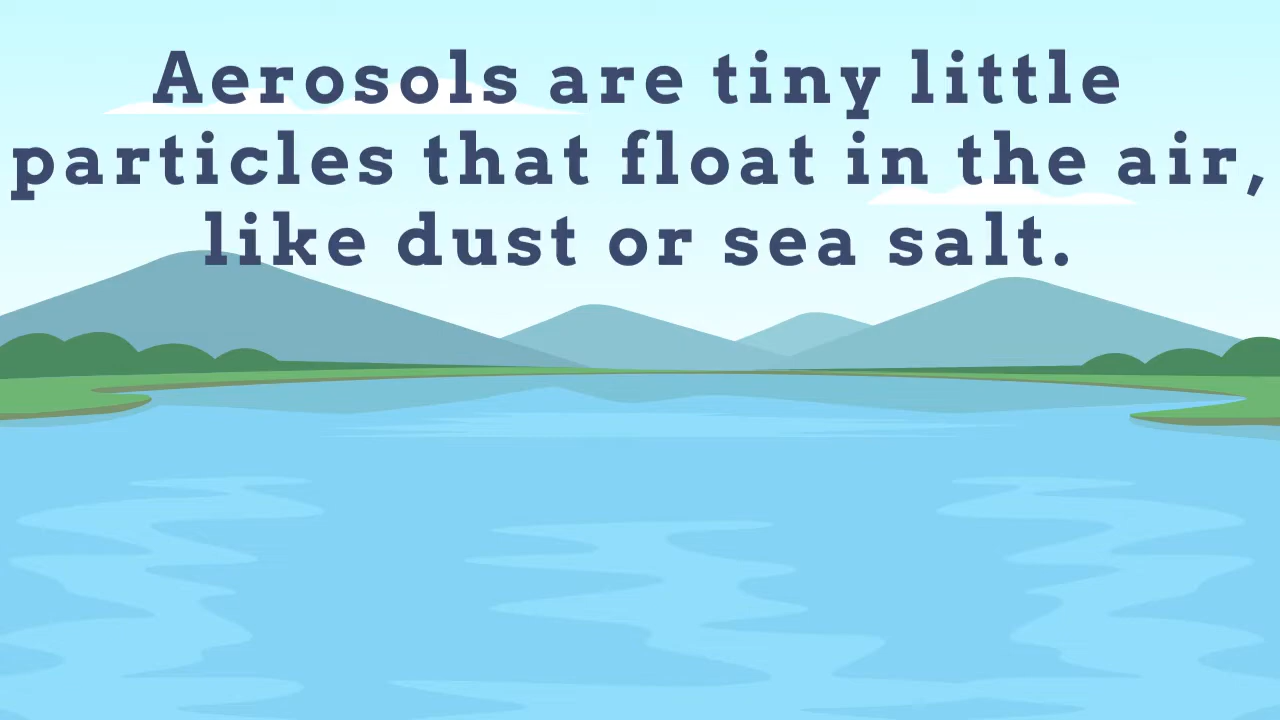 Aerosols are tiny little
particles that float in the air,
like dust or sea salt.